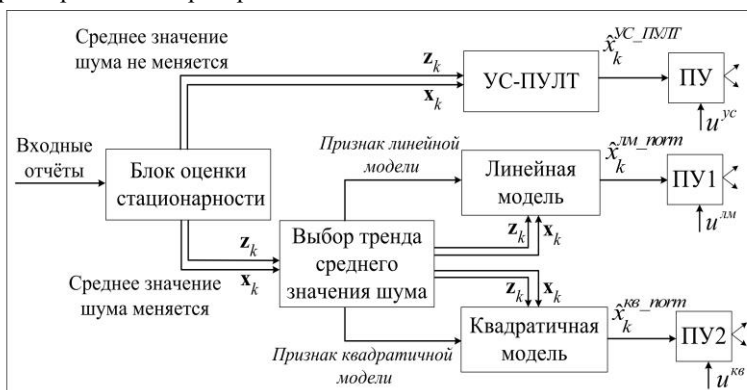 Среднее значение
шума не меняется
z_k
x_k
УС-ПУЛТ
x̂_k^{УС_ПУЛТ}
ПУ
u^{ус}
Входные
отчёты
Блок оценки
стационарности
Признак линейной
модели
Линейная
модель
x̂_k^{лм_norm}
ПУ1
u^{лм}
z_k
x_k
z_k
x_k
Среднее значение
шума меняется
Выбор тренда
среднего
значения шума
z_k
x_k
Признак квадратичной
модели
Квадратичная
модель
x̂_k^{кв_norm}
ПУ2
u^{кв}